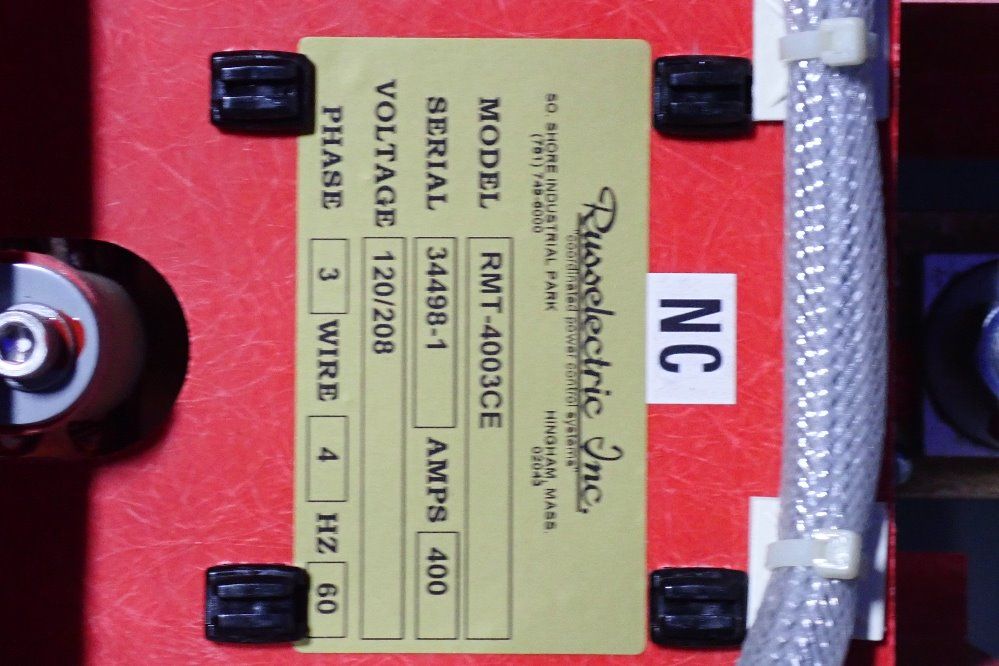 NC
Russelectric Inc.
"coordinated power control systems"
SO. SHORE INDUSTRIAL PARK HINGHAM, MASS.
(781) 749-6000 02043
MODEL RMT-4003CE
SERIAL 34498-1 AMPS 400
VOLTAGE 120/208
PHASE 3 WIRE 4 HZ 60